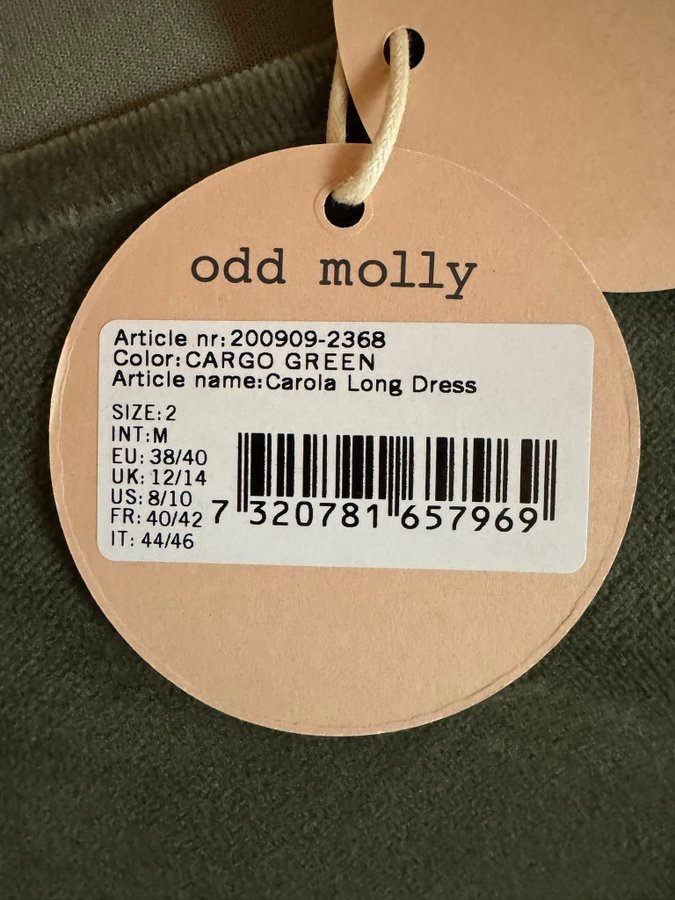 odd molly
Article nr:200909-2368
Color:CARGO GREEN
Article name:Carola Long Dress
SIZE:2
INT:M
EU: 38/40
UK: 12/14
US: 8/10
FR: 40/42
IT: 44/46
7 320781 657969